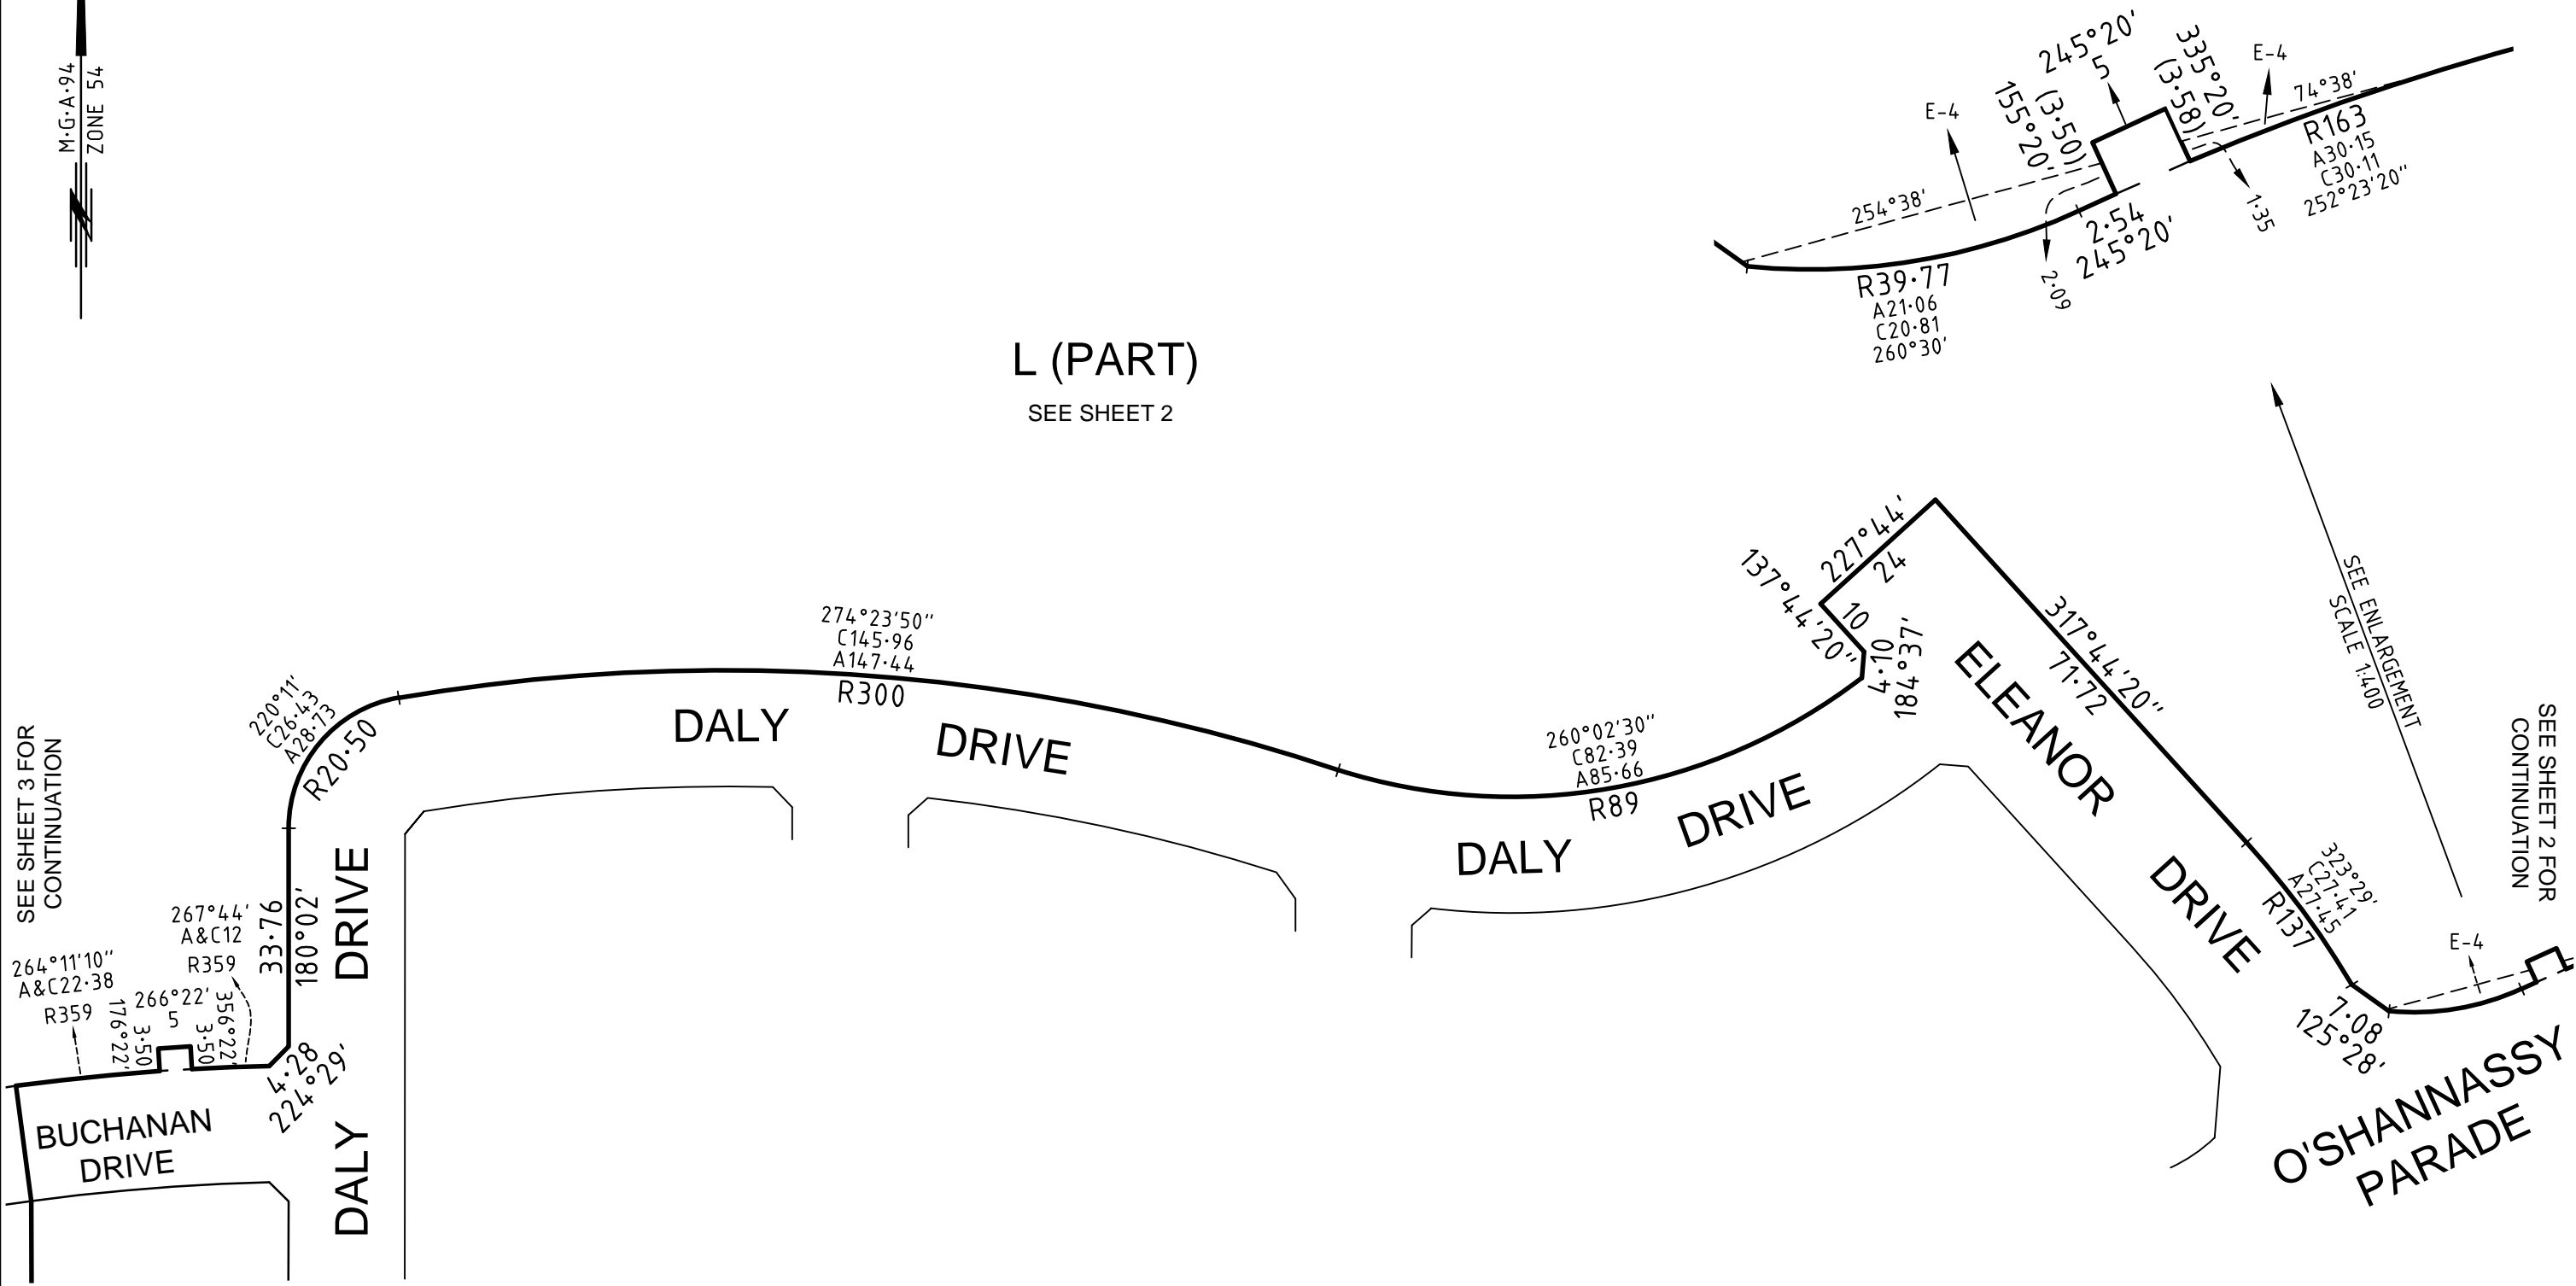 M·G·A·94
ZONE 54
245°20'
5
335°20'
(3·58)
155°20'
(3·50)
E-4
E-4
74°38'
R163
A30·15
C30·11
252°23'20"
1·35
254°38'
2·54
245°20'
2·09
R39·77
A21·06
C20·81
260°30'
L (PART)
SEE SHEET 2
SEE ENLARGEMENT
SCALE 1:400
227°44'
24
137°44'20"
10
4·10
184°37'
317°44'20"
71·72
ELEANOR
DRIVE
274°23'50"
C145·96
A147·44
R300
DALY
DRIVE
220°11'
C26·43
A28·73
R20·50
260°02'30"
C82·39
A85·66
R89
DALY
DRIVE
SEE SHEET 3 FOR
CONTINUATION
SEE SHEET 2 FOR
CONTINUATION
323°29'
C27·41
A27·45
R137
E-4
7·08
125°28'
O'SHANNASSY
PARADE
33·76
180°02'
DALY
DRIVE
267°44'
A&C12
R359
264°11'10"
A&C22·38
R359
176°22'
3·50
266°22'
5
3·50
356°22'
4·28
224°29'
BUCHANAN
DRIVE